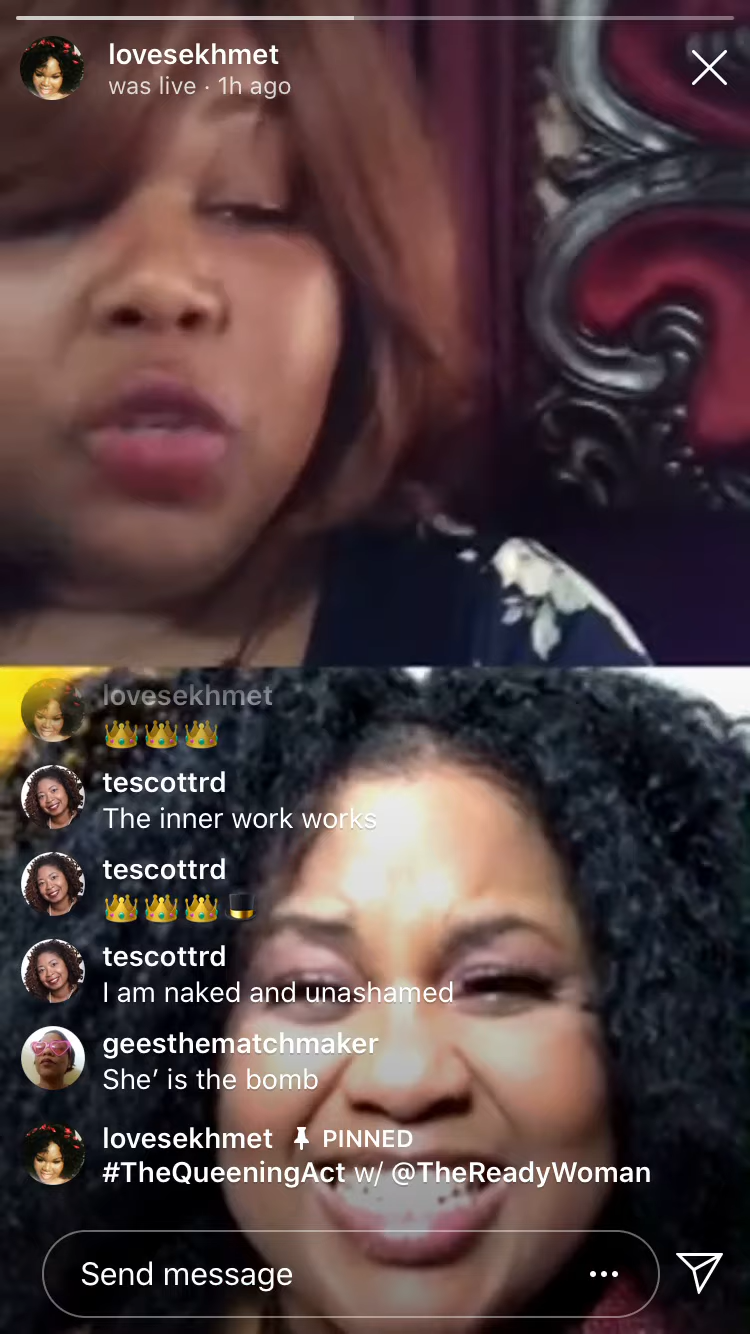 lovesekhmet
was live · 1h ago
lovesekhmet
👑👑👑
tescottrd
The inner work works
tescottrd
👑👑👑🎩
tescottrd
I am naked and unashamed
geesthematchmaker
She’ is the bomb
lovesekhmet PINNED
#TheQueeningAct w/ @TheReadyWoman
Send message